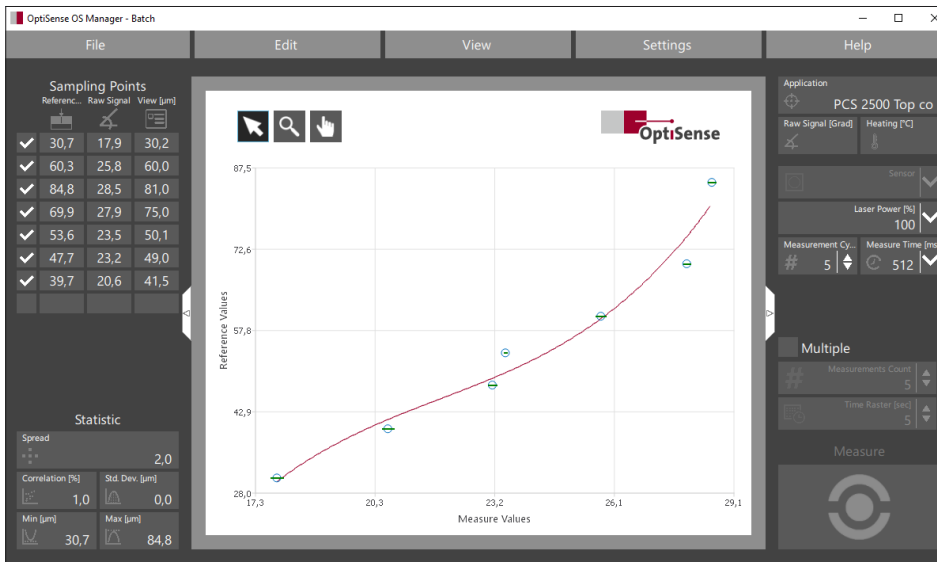 OptiSense OS Manager - Batch
File Edit View Settings Help
Sampling Points
Referenc... Raw Signal View [µm]
30,7 17,9 30,2
60,3 25,8 60,0
84,8 28,5 81,0
69,9 27,9 75,0
53,6 23,5 50,1
47,7 23,2 49,0
39,7 20,6 41,5
Statistic
Spread
2,0
Correlation [%] Std. Dev. [µm]
1,0 0,0
Min [µm] Max [µm]
30,7 84,8
OptiSense
87,5
72,6
57,8
42,9
28,0
Reference Values
17,3 20,3 23,2 26,1 29,1
Measure Values
Application
PCS 2500 Top co
Raw Signal [Grad] Heating [°C]
Sensor
Laser Power [%]
100
Measurement Cy... Measure Time [ms
# 5 512
Multiple
Measurements Count
# 5
Time Raster [sec]
5
Measure